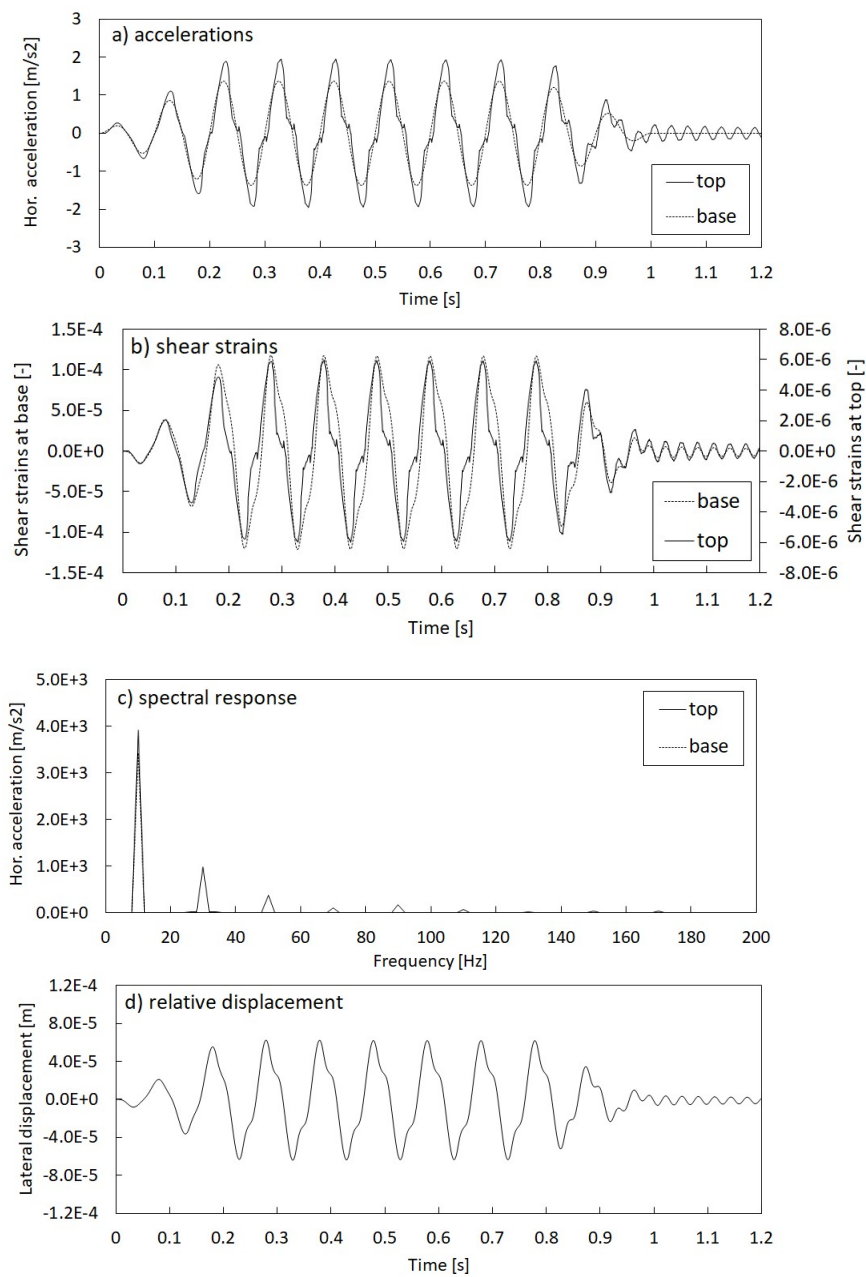 a) accelerations
Hor. acceleration [m/s2]
3
2
1
0
-1
-2
-3
top
base
0 0.1 0.2 0.3 0.4 0.5 0.6 0.7 0.8 0.9 1 1.1 1.2
Time [s]
b) shear strains
Shear strains at base [-]
1.5E-4
1.0E-4
5.0E-5
0.0E+0
-5.0E-5
-1.0E-4
-1.5E-4
8.0E-6
6.0E-6
4.0E-6
2.0E-6
0.0E+0
-2.0E-6
-4.0E-6
-6.0E-6
-8.0E-6
Shear strains at top [-]
base
top
0 0.1 0.2 0.3 0.4 0.5 0.6 0.7 0.8 0.9 1 1.1 1.2
Time [s]
c) spectral response
Hor. acceleration [m/s2]
5.0E+3
4.0E+3
3.0E+3
2.0E+3
1.0E+3
0.0E+0
top
base
0 20 40 60 80 100 120 140 160 180 200
Frequency [Hz]
d) relative displacement
Lateral displacement [m]
1.2E-4
8.0E-5
4.0E-5
0.0E+0
-4.0E-5
-8.0E-5
-1.2E-4
0 0.1 0.2 0.3 0.4 0.5 0.6 0.7 0.8 0.9 1 1.1 1.2
Time [s]